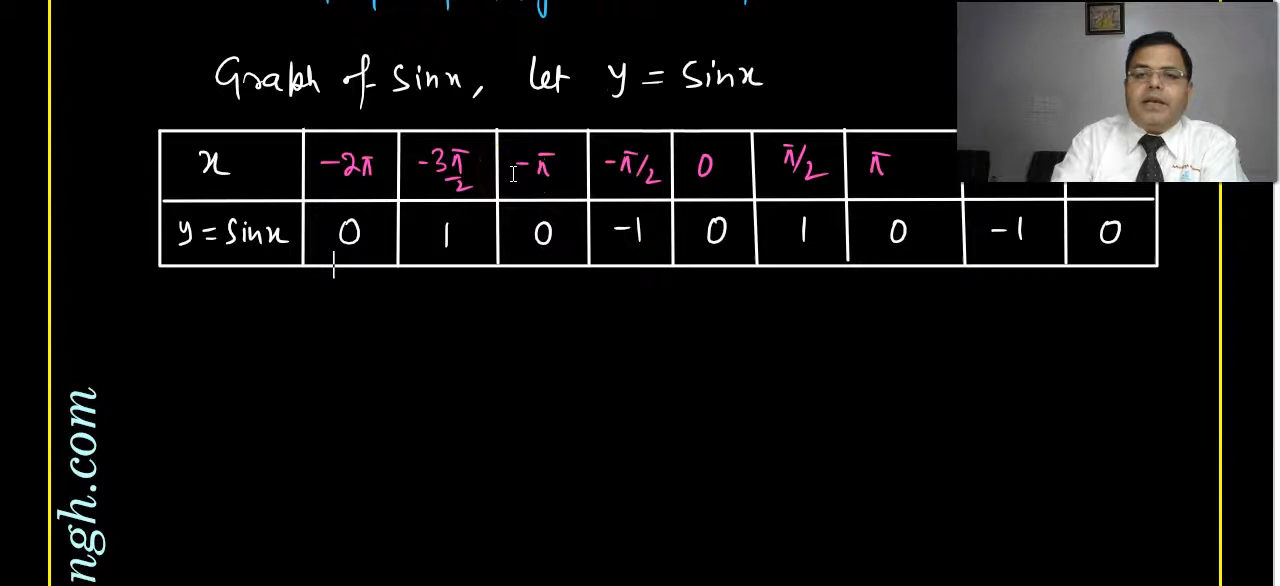 Graph of sinx, let y = sinx
x -2π -3π/2 -π -π/2 0 π/2 π
y = sinx 0 1 0 -1 0 1 0 -1 0
ngh.com